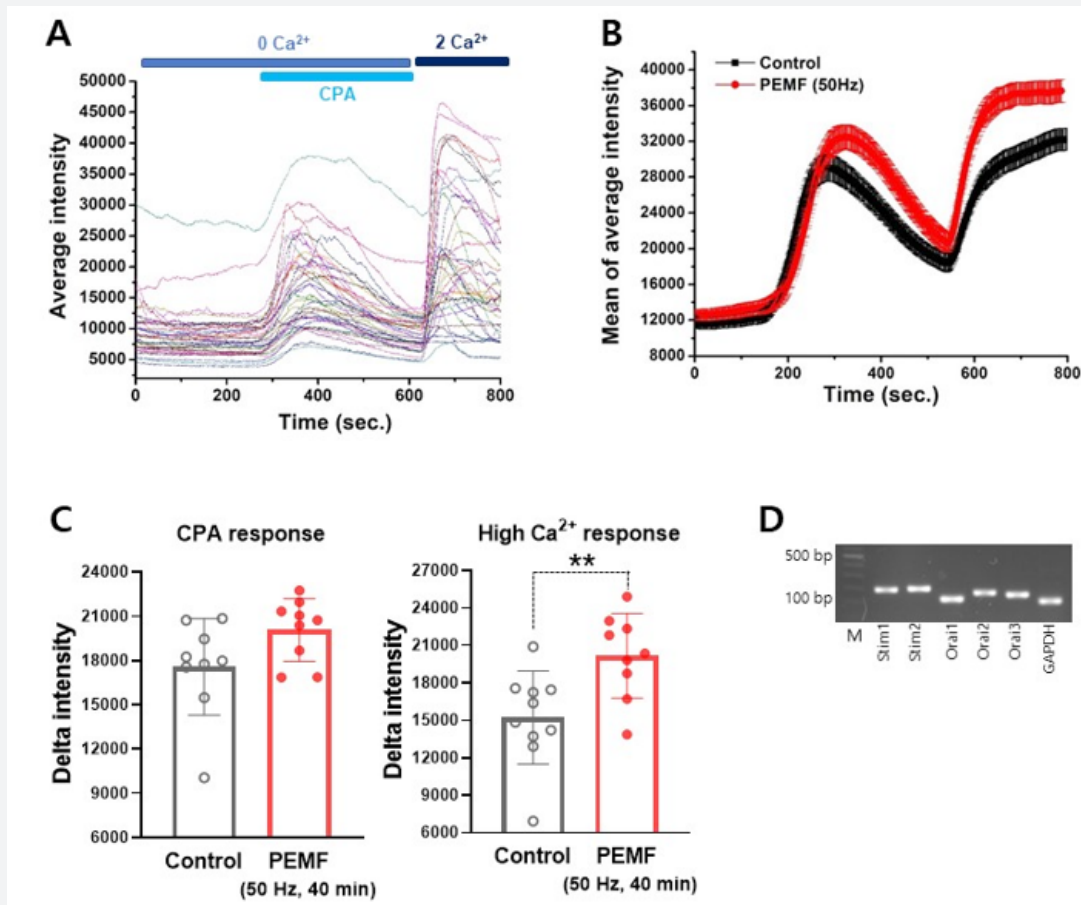 A
0 Ca²⁺
2 Ca²⁺
CPA
50000
45000
40000
35000
30000
25000
20000
15000
10000
5000
Average intensity
0
200
400
600
800
Time (sec.)
B
Control
PEMF (50Hz)
40000
36000
32000
28000
24000
20000
16000
12000
8000
Mean of average intensity
0
200
400
600
800
Time (sec.)
C
CPA response
24000
21000
18000
15000
12000
9000
6000
Delta intensity
Control
PEMF
(50 Hz, 40 min)
High Ca²⁺ response
**
27000
24000
21000
18000
15000
12000
9000
6000
Delta intensity
Control
PEMF
(50 Hz, 40 min)
D
500 bp
100 bp
M
Stim1
Stim2
Orai1
Orai2
Orai3
GAPDH